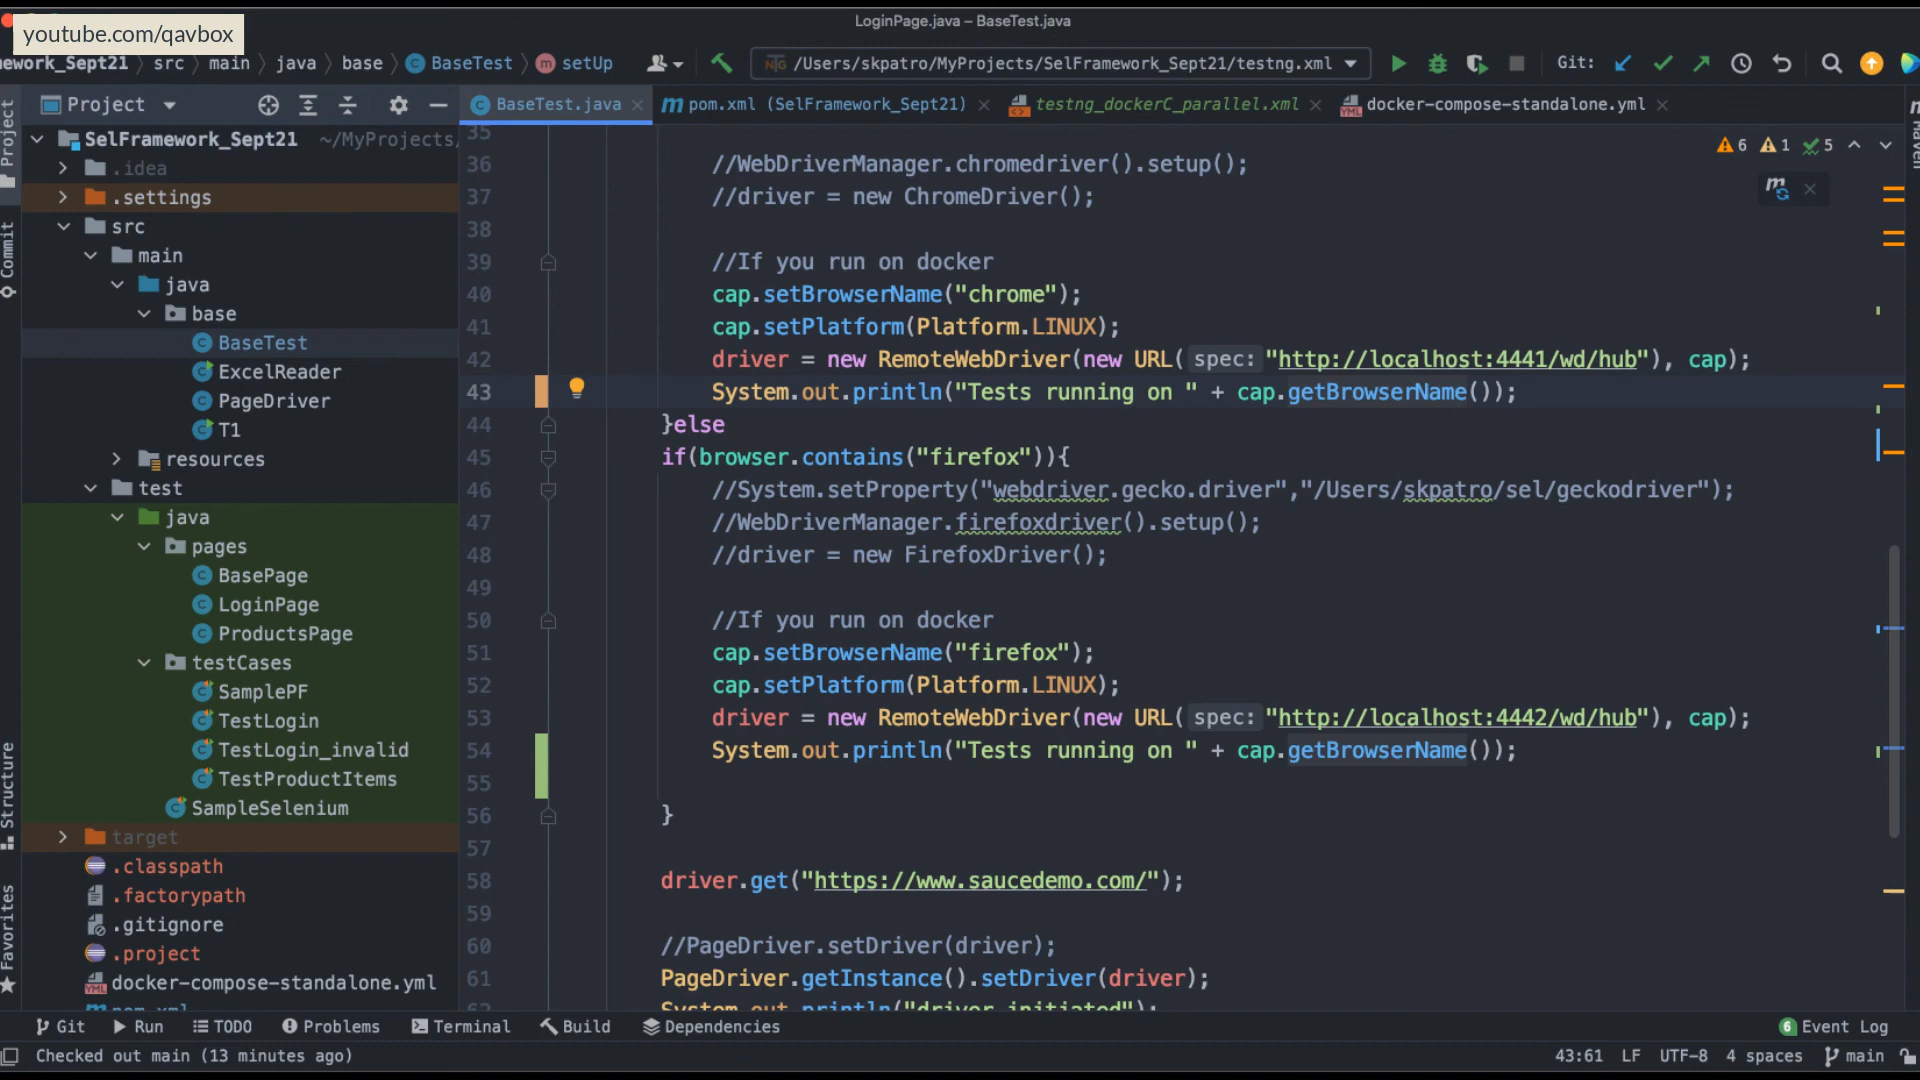 LoginPage.java – BaseTest.java
youtube.com/qavbox
ework_Sept21 〉 src 〉 main 〉 java 〉 base 〉 BaseTest 〉 setUp
/Users/skpatro/MyProjects/SelFramework_Sept21/testng.xml
Git:
Project
BaseTest.java
pom.xml (SelFramework_Sept21)
testng_dockerC_parallel.xml
docker-compose-standalone.yml
Project
Commit
Structure
Favorites
Maven
SelFramework_Sept21 ~/MyProjects/
.idea
.settings
src
main
java
base
BaseTest
ExcelReader
PageDriver
T1
resources
test
java
pages
BasePage
LoginPage
ProductsPage
testCases
SamplePF
TestLogin
TestLogin_invalid
TestProductItems
SampleSelenium
target
.classpath
.factorypath
.gitignore
.project
docker-compose-standalone.yml
pom.xml
6 1 5
35
36 //WebDriverManager.chromedriver().setup();
37 //driver = new ChromeDriver();
38
39 //If you run on docker
40 cap.setBrowserName("chrome");
41 cap.setPlatform(Platform.LINUX);
42 driver = new RemoteWebDriver(new URL( spec: "http://localhost:4441/wd/hub"), cap);
43 System.out.println("Tests running on " + cap.getBrowserName());
44 }else
45 if(browser.contains("firefox")){
46 //System.setProperty("webdriver.gecko.driver","/Users/skpatro/sel/geckodriver");
47 //WebDriverManager.firefoxdriver().setup();
48 //driver = new FirefoxDriver();
49
50 //If you run on docker
51 cap.setBrowserName("firefox");
52 cap.setPlatform(Platform.LINUX);
53 driver = new RemoteWebDriver(new URL( spec: "http://localhost:4442/wd/hub"), cap);
54 System.out.println("Tests running on " + cap.getBrowserName());
55
56 }
57
58 driver.get("https://www.saucedemo.com/");
59
60 //PageDriver.setDriver(driver);
61 PageDriver.getInstance().setDriver(driver);
62 System.out.println("driver initiated");
Git Run TODO Problems Terminal Build Dependencies
6 Event Log
Checked out main (13 minutes ago)
43:61 LF UTF-8 4 spaces main